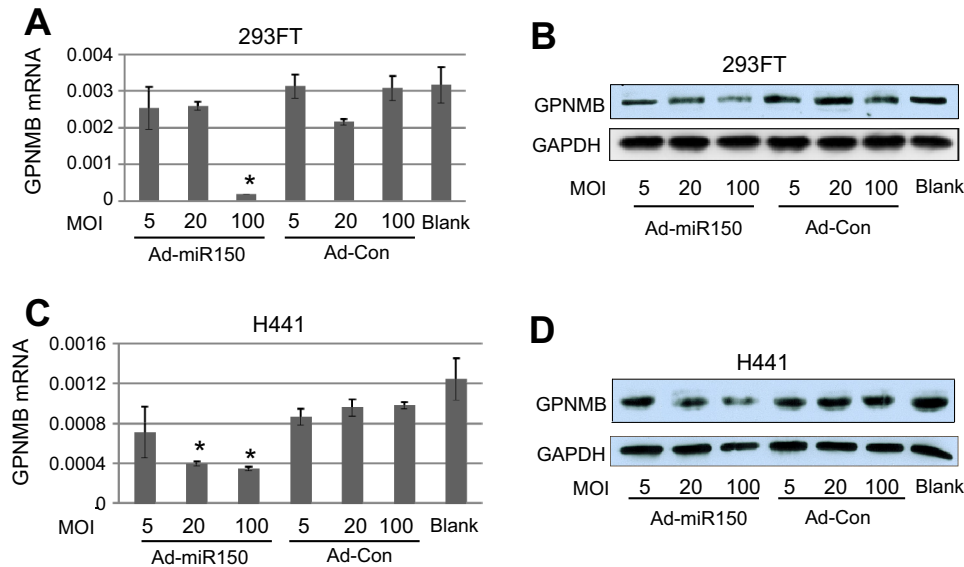 A
293FT
GPNMB mRNA
0.004
0.003
0.002
0.001
0
*
MOI 5 20 100 5 20 100 Blank
Ad-miR150 Ad-Con
B
293FT
GPNMB
GAPDH
MOI 5 20 100 5 20 100 Blank
Ad-miR150 Ad-Con
C
H441
GPNMB mRNA
0.0016
0.0012
0.0008
0.0004
.0
* *
MOI 5 20 100 5 20 100 Blank
Ad-miR150 Ad-Con
D
H441
GPNMB
GAPDH
MOI 5 20 100 5 20 100 Blank
Ad-miR150 Ad-Con